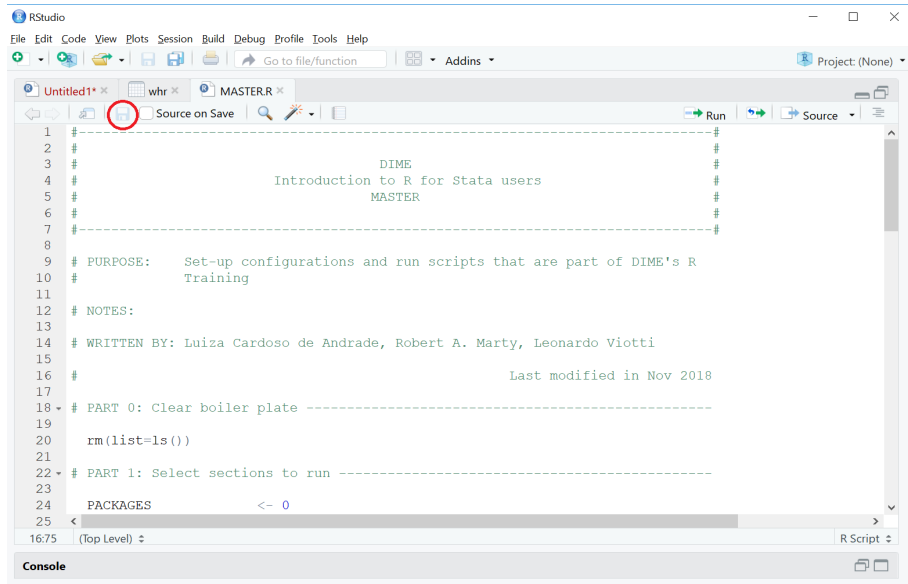 RStudio
File Edit Code View Plots Session Build Debug Profile Tools Help
Go to file/function Addins Project: (None)
Untitled1* × whr × MASTER.R ×
Source on Save Run Source
1 #------------------------------------------------------------------------------#
2 # #
3 # DIME #
4 # Introduction to R for Stata users #
5 # MASTER #
6 # #
7 #------------------------------------------------------------------------------#
8
9 # PURPOSE: Set-up configurations and run scripts that are part of DIME's R
10 # Training
11
12 # NOTES:
13
14 # WRITTEN BY: Luiza Cardoso de Andrade, Robert A. Marty, Leonardo Viotti
15
16 # Last modified in Nov 2018
17
18 # PART 0: Clear boiler plate --------------------------------------------------
19
20 rm(list=ls())
21
22 # PART 1: Select sections to run ----------------------------------------------
23
24 PACKAGES <- 0
25
16:75 (Top Level) R Script
Console